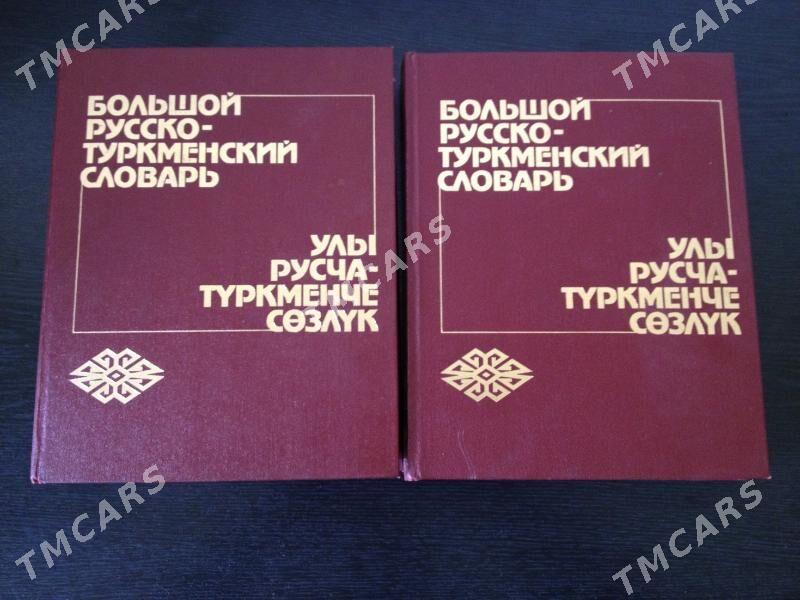 TMCARS
TMCARS
БОЛЬШОЙ
РУССКО-
ТУРКМЕНСКИЙ
СЛОВАРЬ
УЛЫ
РУСЧА-
ТҮРКМЕНЧЕ
СӨЗЛҮК
БОЛЬШОЙ
РУССКО-
ТУРКМЕНСКИЙ
СЛОВАРЬ
УЛЫ
РУСЧА-
ТҮРКМЕНЧЕ
СӨЗЛҮК
TMCARS
TMCARS
TMCARS